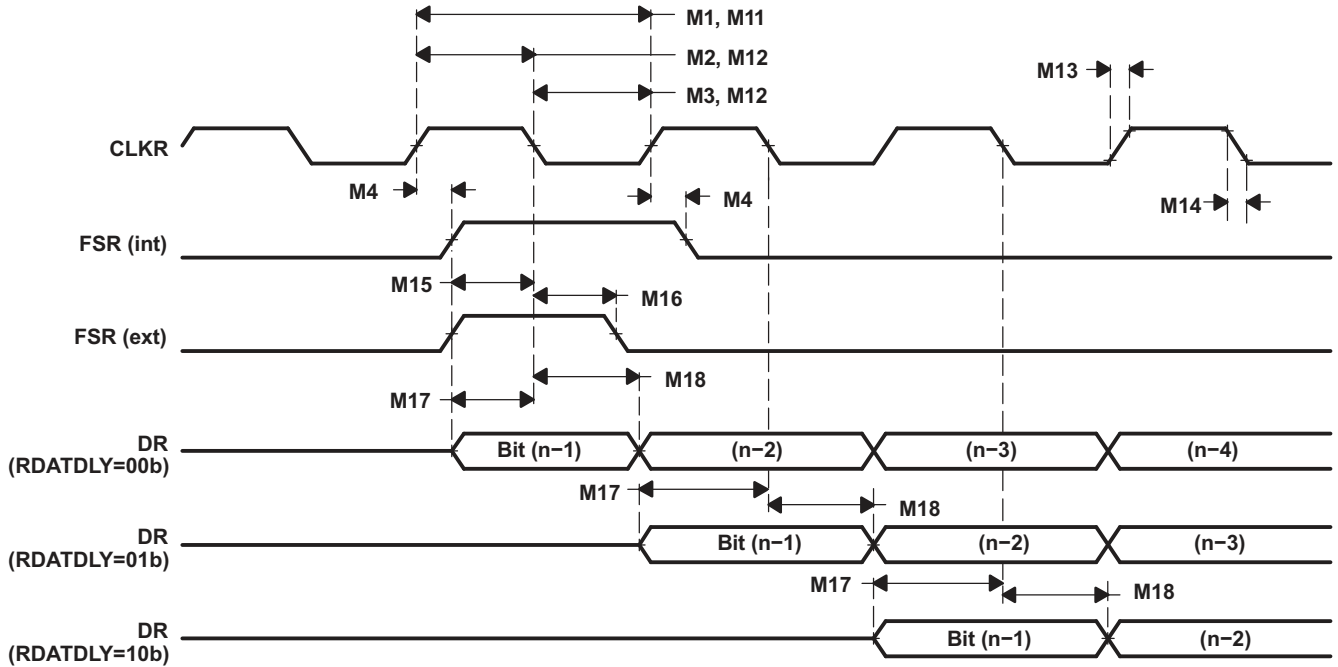 M1, M11
M2, M12
M3, M12
M13
CLKR
M4
M4
M14
FSR (int)
M15
M16
FSR (ext)
M18
M17
DR
(RDATDLY=00b)
Bit (n−1)
(n−2)
(n−3)
(n−4)
M17
M18
DR
(RDATDLY=01b)
Bit (n−1)
(n−2)
(n−3)
M17
M18
DR
(RDATDLY=10b)
Bit (n−1)
(n−2)